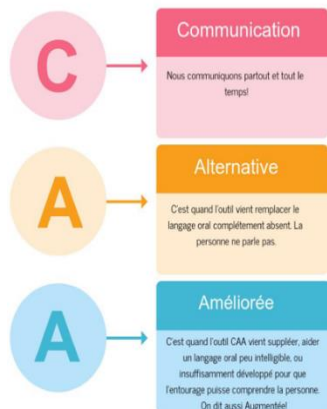 C
Communication
Nous communiquons partout et tout le
temps!
A
Alternative
C'est quand l'outil vient remplacer le
langage oral complétement absent. La
personne ne parle pas.
A
Améliorée
C'est quand l'outil CAA vient suppléer, aider
un langage oral peu intelligible, ou
insuffisamment développé pour que
l'entourage puisse comprendre la personne.
On dit aussi Augmentée!